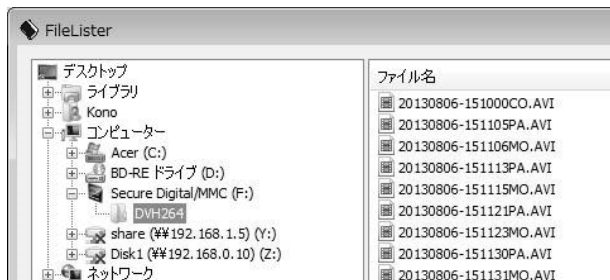 FileLister
デスクトップ
ライブラリ
Kono
コンピューター
Acer (C:)
BD-RE ドライブ (D:)
Secure Digital/MMC (F:)
DVH264
share (¥¥192.168.1.5) (Y:)
Disk1 (¥¥192.168.0.10) (Z:)
ネットワーク
ファイル名
20130806-151000CO.AVI
20130806-151105PA.AVI
20130806-151106MO.AVI
20130806-151113PA.AVI
20130806-151115MO.AVI
20130806-151121PA.AVI
20130806-151123MO.AVI
20130806-151130PA.AVI
20130806-151131MO.AVI